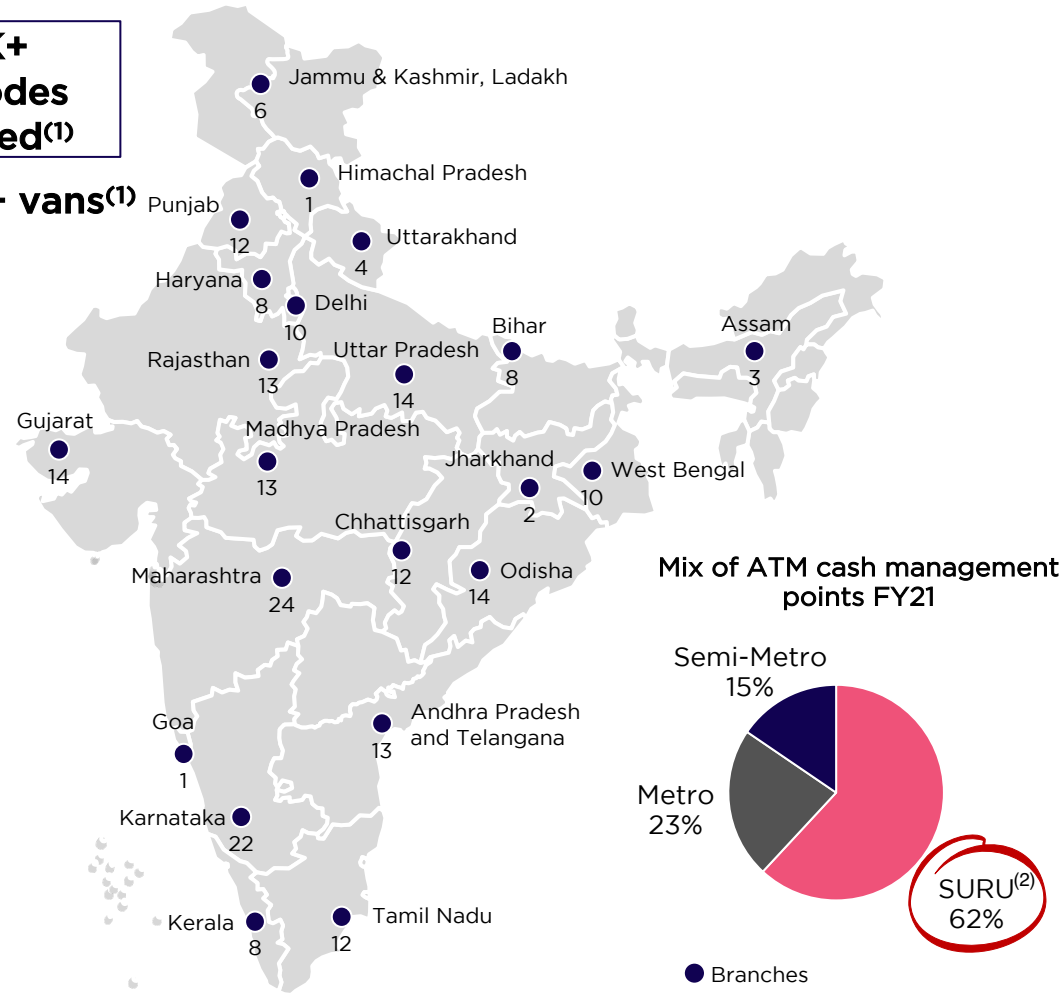 Jammu & Kashmir, Ladakh
6
Himachal Pradesh
1
vans(1)
Punjab
12
Uttarakhand
4
Haryana
8
Delhi
10
Bihar
8
Assam
3
Rajasthan
13
Uttar Pradesh
14
Gujarat
14
Madhya Pradesh
13
Jharkhand
2
West Bengal
10
Chhattisgarh
12
Maharashtra
24
Odisha
14
Mix of ATM cash management
points FY21
Semi-Metro
15%
Metro
23%
SURU(2)
62%
Goa
1
Andhra Pradesh
and Telangana
13
Karnataka
22
Kerala
8
Tamil Nadu
12
Branches